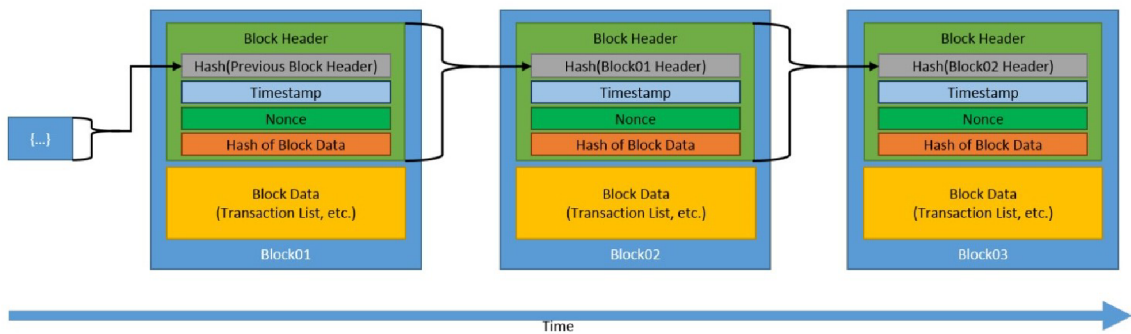 {...}
Block Header
Hash(Previous Block Header)
Timestamp
Nonce
Hash of Block Data
Block Data
(Transaction List, etc.)
Block01
Block Header
Hash(Block01 Header)
Timestamp
Nonce
Hash of Block Data
Block Data
(Transaction List, etc.)
Block02
Block Header
Hash(Block02 Header)
Timestamp
Nonce
Hash of Block Data
Block Data
(Transaction List, etc.)
Block03
Time